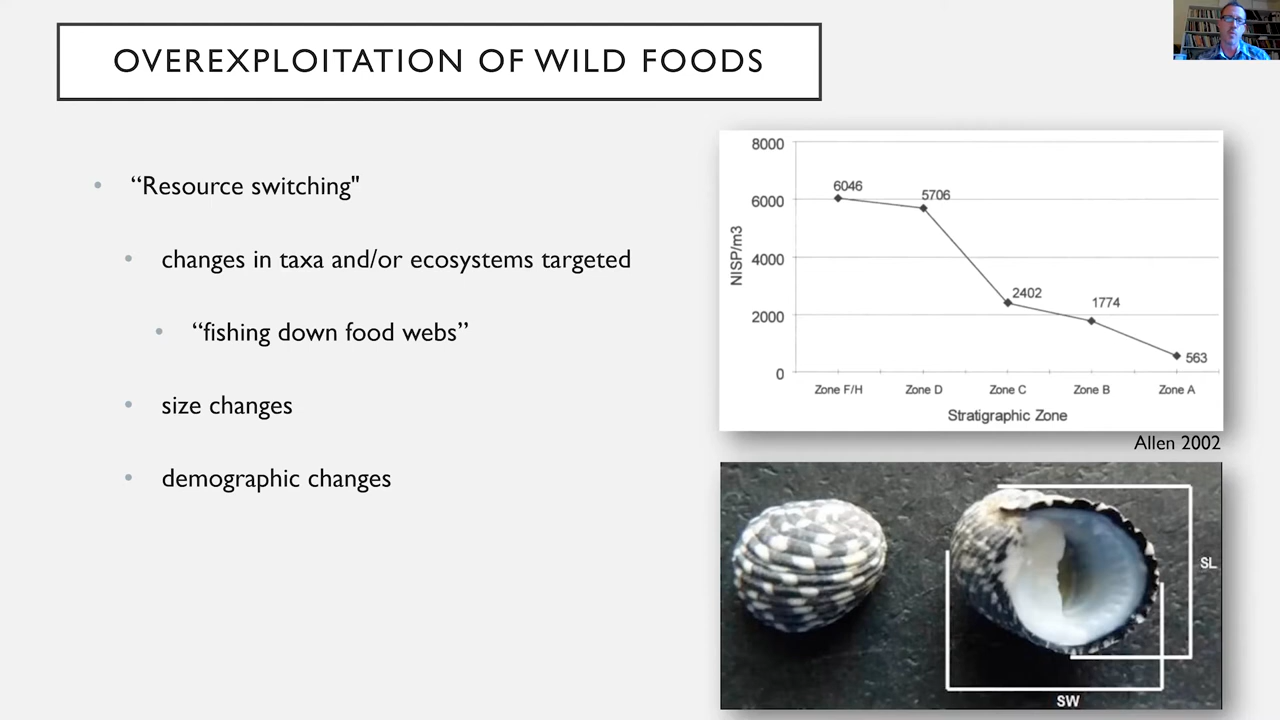 OVEREXPLOITATION OF WILD FOODS
“Resource switching"
changes in taxa and/or ecosystems targeted
“fishing down food webs”
size changes
demographic changes
8000
6000
4000
2000
0
NISP/m3
6046
5706
2402
1774
563
Zone F/H
Zone D
Zone C
Zone B
Zone A
Stratigraphic Zone
Allen 2002
SL
SW